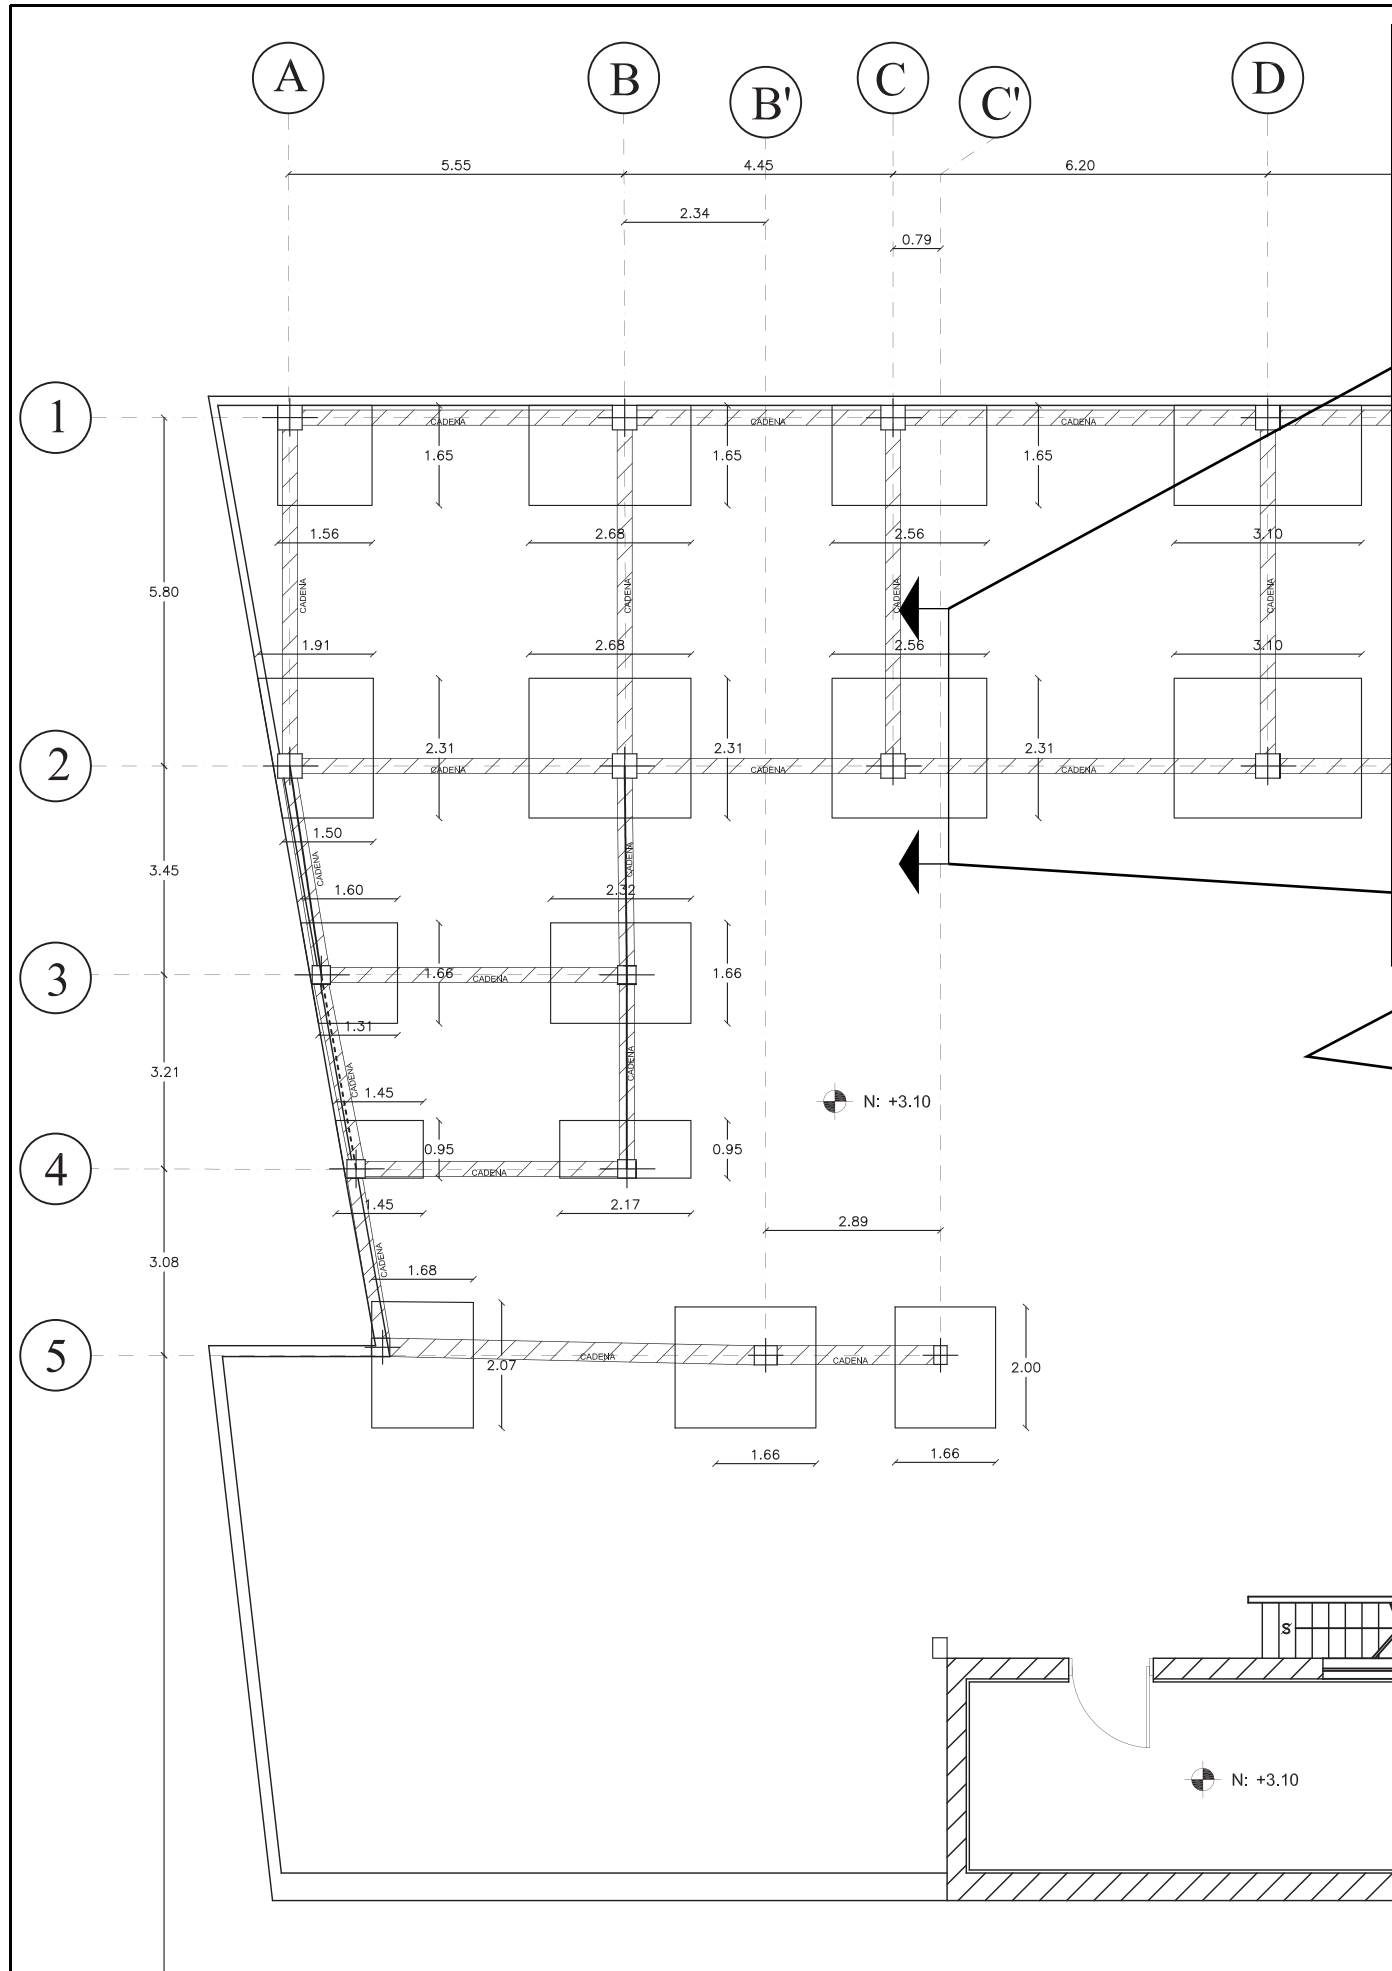 A
B
B'
C
C'
D
5.55
4.45
6.20
2.34
0.79
1
CADENA
CADENA
CADENA
1.65
1.65
1.65
1.56
2.68
2.56
3.10
5.80
CADENA
CADENA
CADENA
CADENA
1.91
2.68
2.56
3.10
2
2.31
2.31
2.31
CADENA
CADENA
CADENA
1.50
3.45
CADENA
CADENA
1.60
2.32
3
1.66
CADENA
1.66
1.31
3.21
CADENA
CADENA
1.45
N: +3.10
4
0.95
0.95
CADENA
1.45
2.17
2.89
3.08
CADENA
1.68
5
CADENA
CADENA
2.07
2.00
1.66
1.66
S
N: +3.10